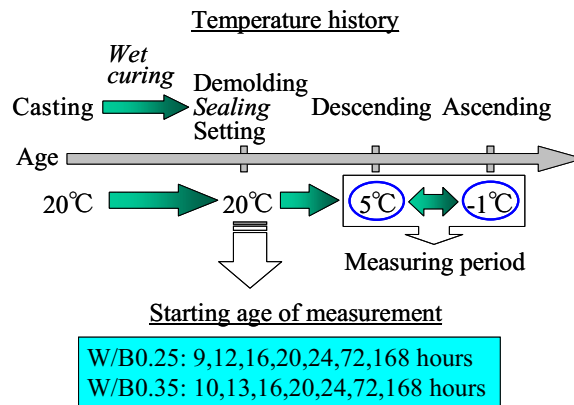 Temperature history
Wet
curing
Casting
Demolding
Sealing
Setting
Descending
Ascending
Age
20℃
20℃
5℃
-1℃
Measuring period
Starting age of measurement
W/B0.25: 9,12,16,20,24,72,168 hours
W/B0.35: 10,13,16,20,24,72,168 hours